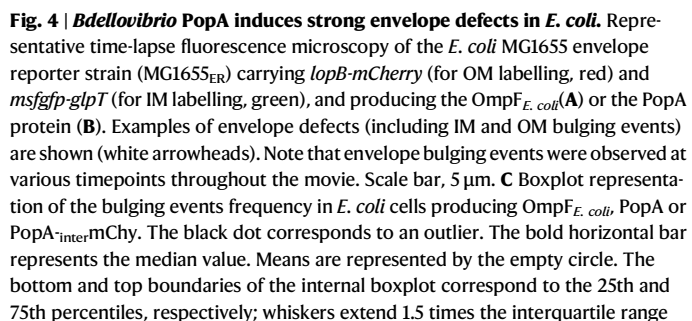 Fig. 4 | Bdellovibrio PopA induces strong envelope defects in E. coli. Repre-
sentative time-lapse fluorescence microscopy of the E. coli MG1655 envelope
reporter strain (MG1655ER) carrying lopB-mCherry (for OM labelling, red) and
msfgfp-glpT (for IM labelling, green), and producing the OmpFE. coli(A) or the PopA
protein (B). Examples of envelope defects (including IM and OM bulging events)
are shown (white arrowheads). Note that envelope bulging events were observed at
various timepoints throughout the movie. Scale bar, 5 µm. C Boxplot representa-
tion of the bulging events frequency in E. coli cells producing OmpFE. coli, PopA or
PopA-intermChy. The black dot corresponds to an outlier. The bold horizontal bar
represents the median value. Means are represented by the empty circle. The
bottom and top boundaries of the internal boxplot correspond to the 25th and
75th percentiles, respectively; whiskers extend 1.5 times the interquartile range